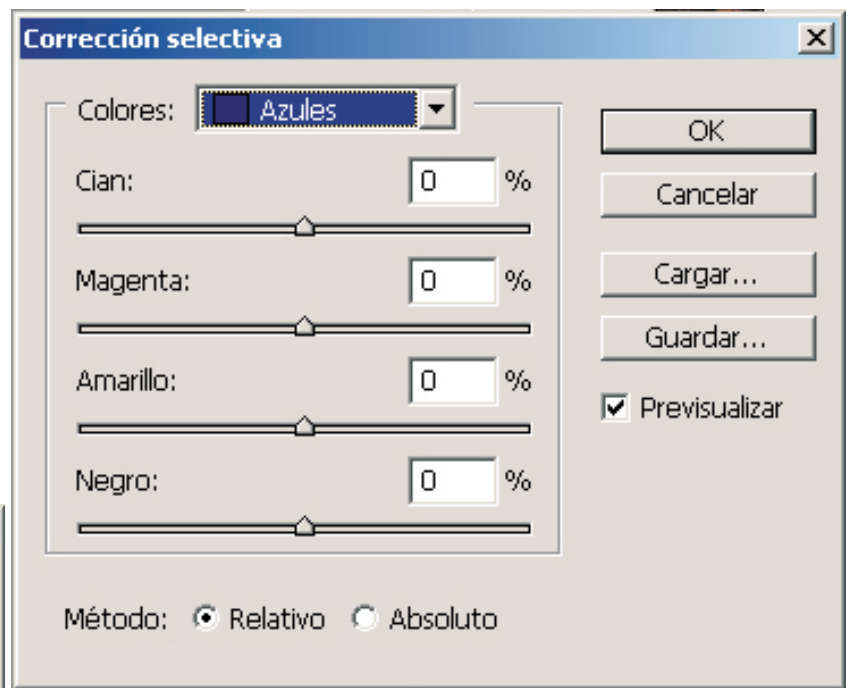 Corrección selectiva
Colores: Azules
OK
Cian: 0 %
Cancelar
Magenta: 0 %
Cargar...
Guardar...
Amarillo: 0 %
Previsualizar
Negro: 0 %
Método: Relativo Absoluto